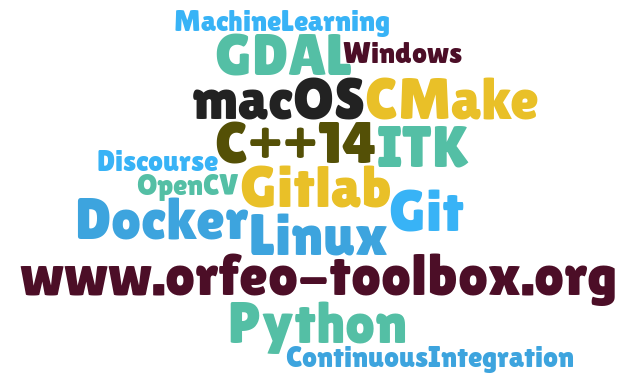 MachineLearning
GDAL
Windows
macOS
CMake
C++14
ITK
Discourse
OpenCV
Gitlab
Git
Docker
Linux
www.orfeo-toolbox.org
Python
ContinuousIntegration